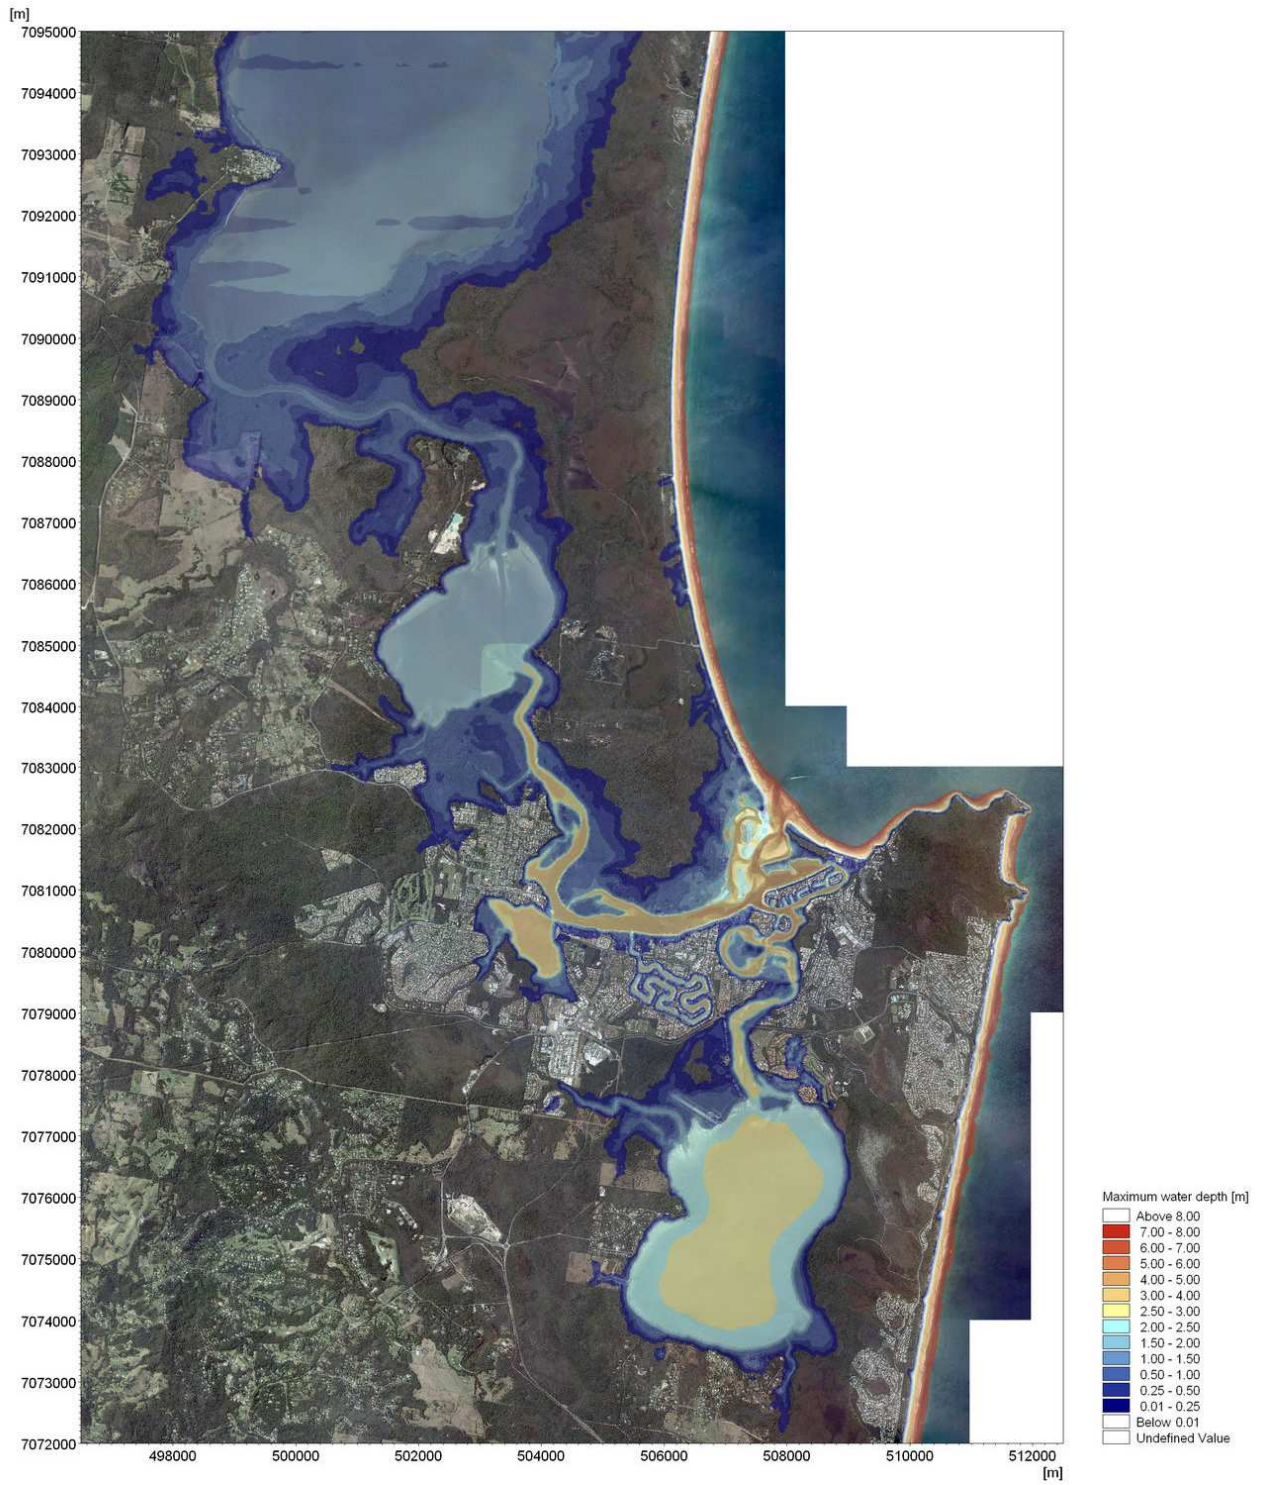 [m]
7095000
7094000
7093000
7092000
7091000
7090000
7089000
7088000
7087000
7086000
7085000
7084000
7083000
7082000
7081000
7080000
7079000
7078000
7077000
7076000
7075000
7074000
7073000
7072000
498000 500000 502000 504000 506000 508000 510000 512000
[m]
Maximum water depth [m]
Above 8.00
7.00 - 8.00
6.00 - 7.00
5.00 - 6.00
4.00 - 5.00
3.00 - 4.00
2.50 - 3.00
2.00 - 2.50
1.50 - 2.00
1.00 - 1.50
0.50 - 1.00
0.25 - 0.50
0.01 - 0.25
Below 0.01
Undefined Value